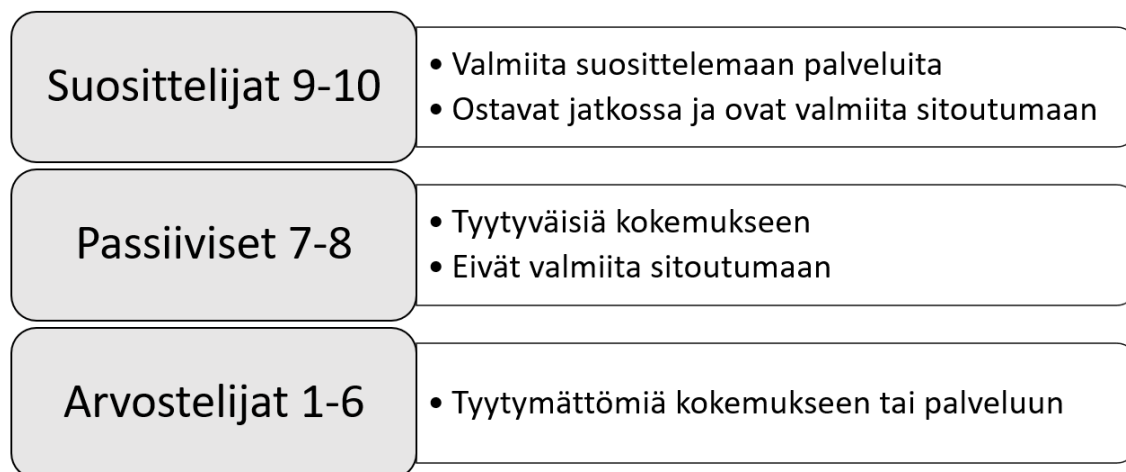 Suosittelijat 9-10
• Valmiita suosittelemaan palveluita
• Ostavat jatkossa ja ovat valmiita sitoutumaan
Passiiviset 7-8
• Tyytyväisiä kokemukseen
• Eivät valmiita sitoutumaan
Arvostelijat 1-6
• Tyytymättömiä kokemukseen tai palveluun